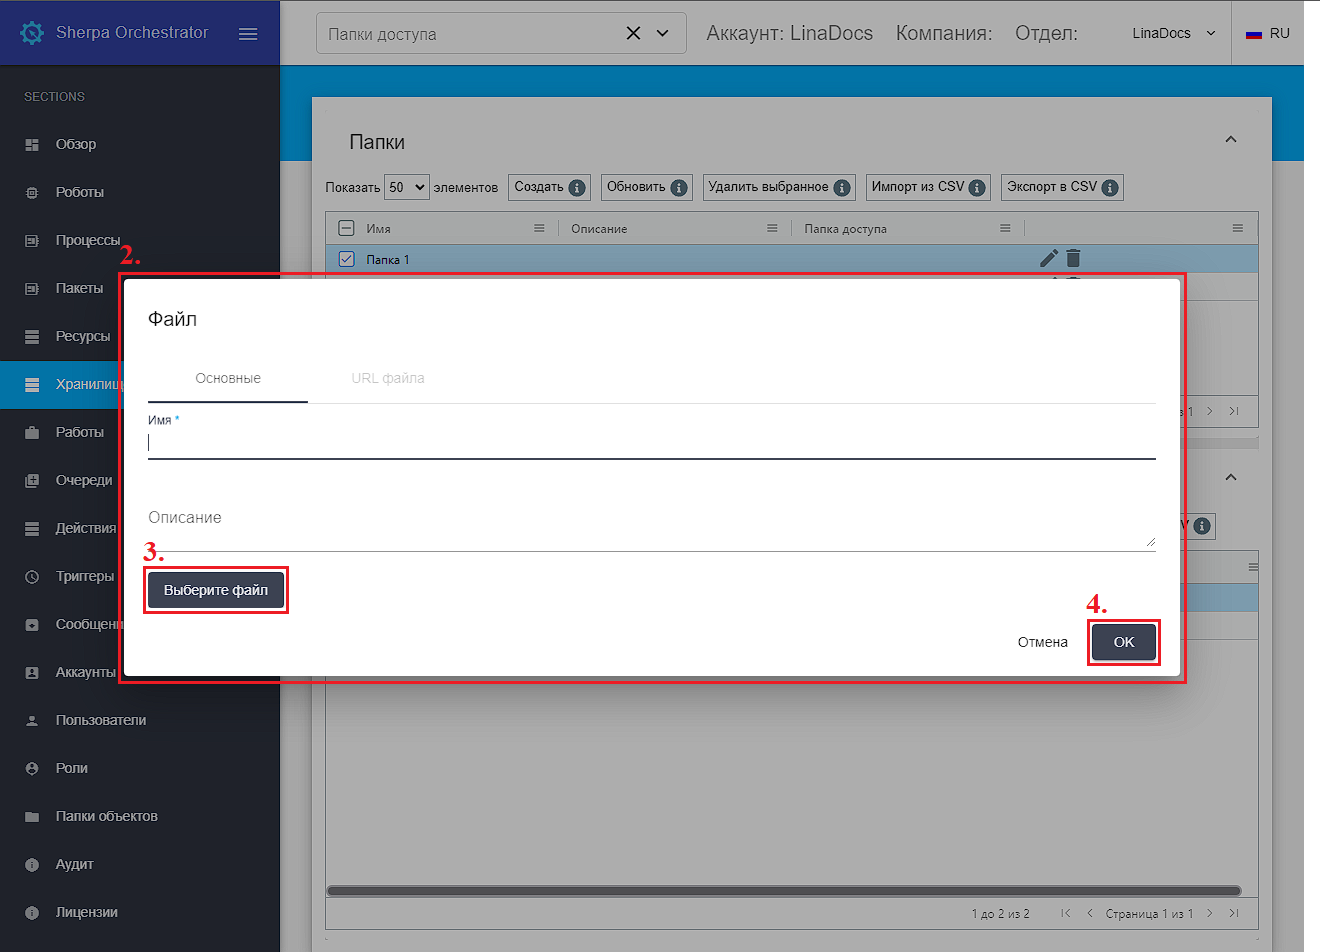 Sherpa Orchestrator
Папки доступа
Аккаунт: LinaDocs Компания: Отдел:
LinaDocs
RU
SECTIONS
Обзор
Роботы
Процессы
Пакеты
Ресурсы
Хранилищ
Работы
Очереди
Действия
Триггеры
Сообщени
Аккаунты
Пользователи
Роли
Папки объектов
Аудит
Лицензии
Папки
Показать 50 элементов Создать Обновить Удалить выбранное Импорт из CSV Экспорт в CSV
Имя Описание Папка доступа
Папка 1
2.
Файл
Основные URL файла
Имя *
Описание
3.
Выберите файл
4.
Отмена OK
з 1
V
1 до 2 из 2 Страница 1 из 1